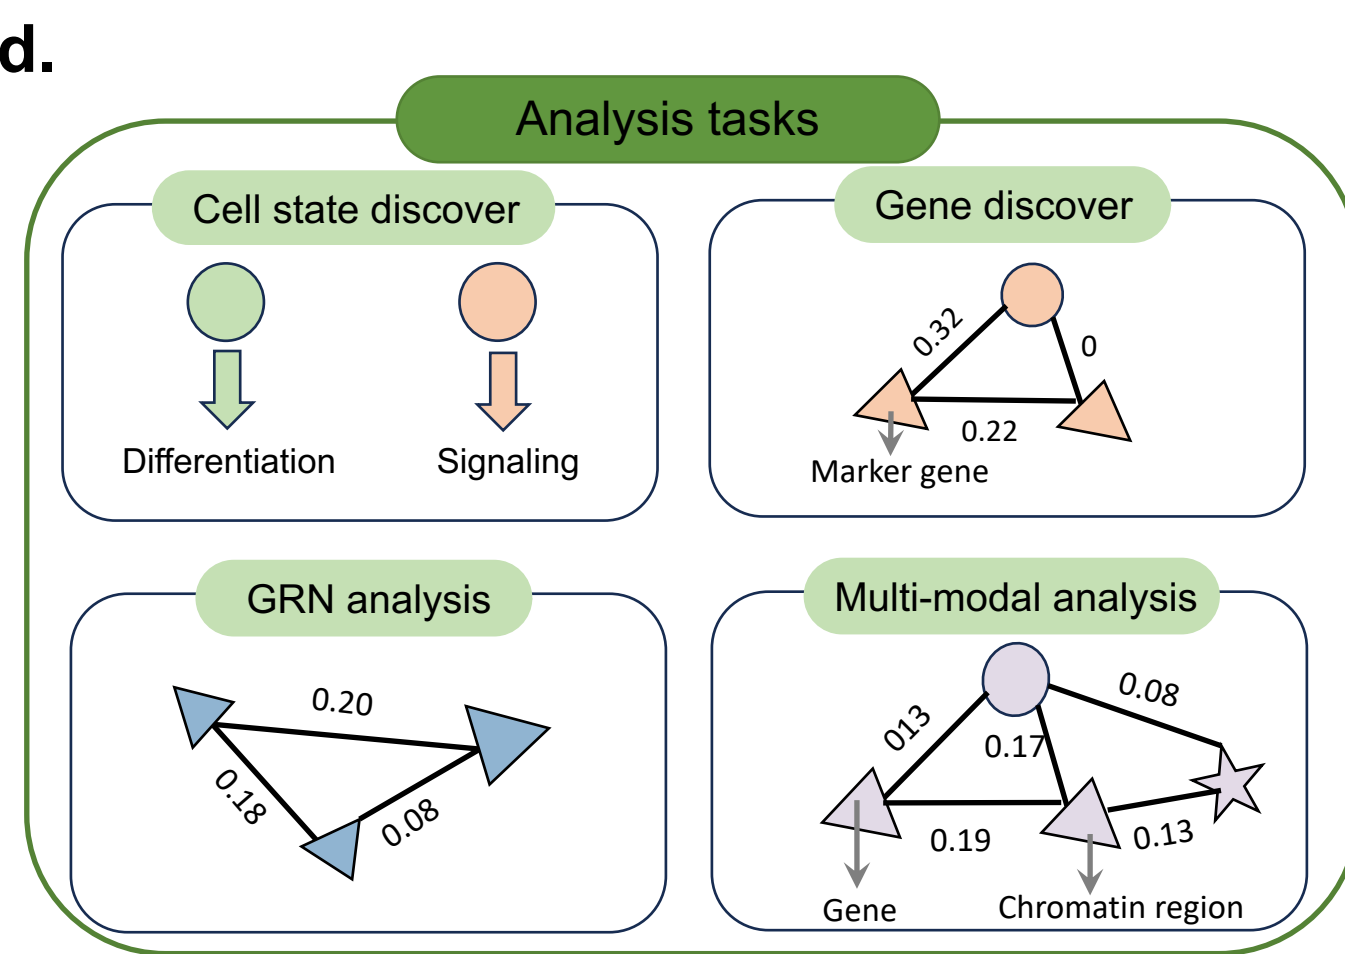 d.
Analysis tasks
Cell state discover
Differentiation
Signaling
Gene discover
0.32
0
0.22
Marker gene
GRN analysis
0.20
0.18
0.08
Multi-modal analysis
0.08
013
0.17
0.19
0.13
Gene
Chromatin region